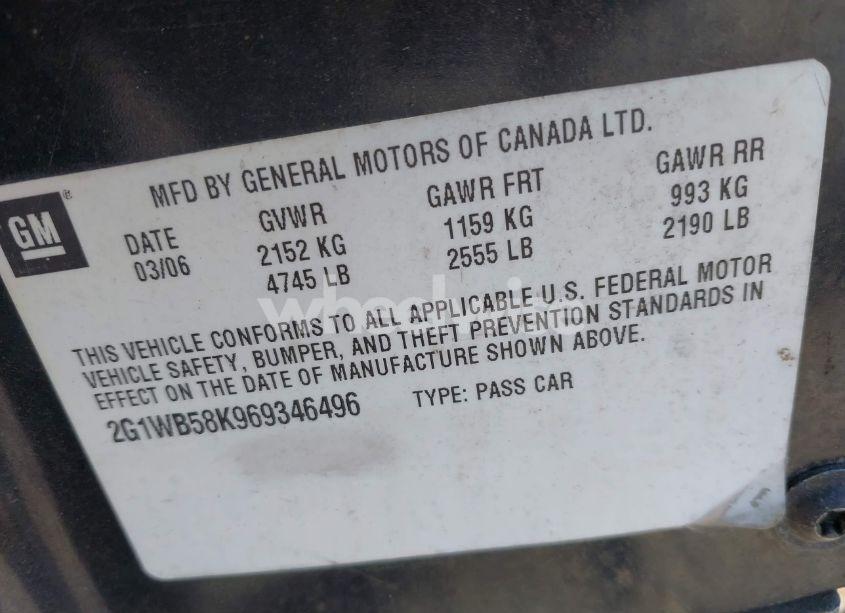 MFD BY GENERAL MOTORS OF CANADA LTD.
GM®
DATE GVWR GAWR FRT GAWR RR
03/06 2152 KG 1159 KG 993 KG
4745 LB 2555 LB 2190 LB
THIS VEHICLE CONFORMS TO ALL APPLICABLE U.S. FEDERAL MOTOR
VEHICLE SAFETY, BUMPER, AND THEFT PREVENTION STANDARDS IN
EFFECT ON THE DATE OF MANUFACTURE SHOWN ABOVE.
2G1WB58K969346496 TYPE: PASS CAR